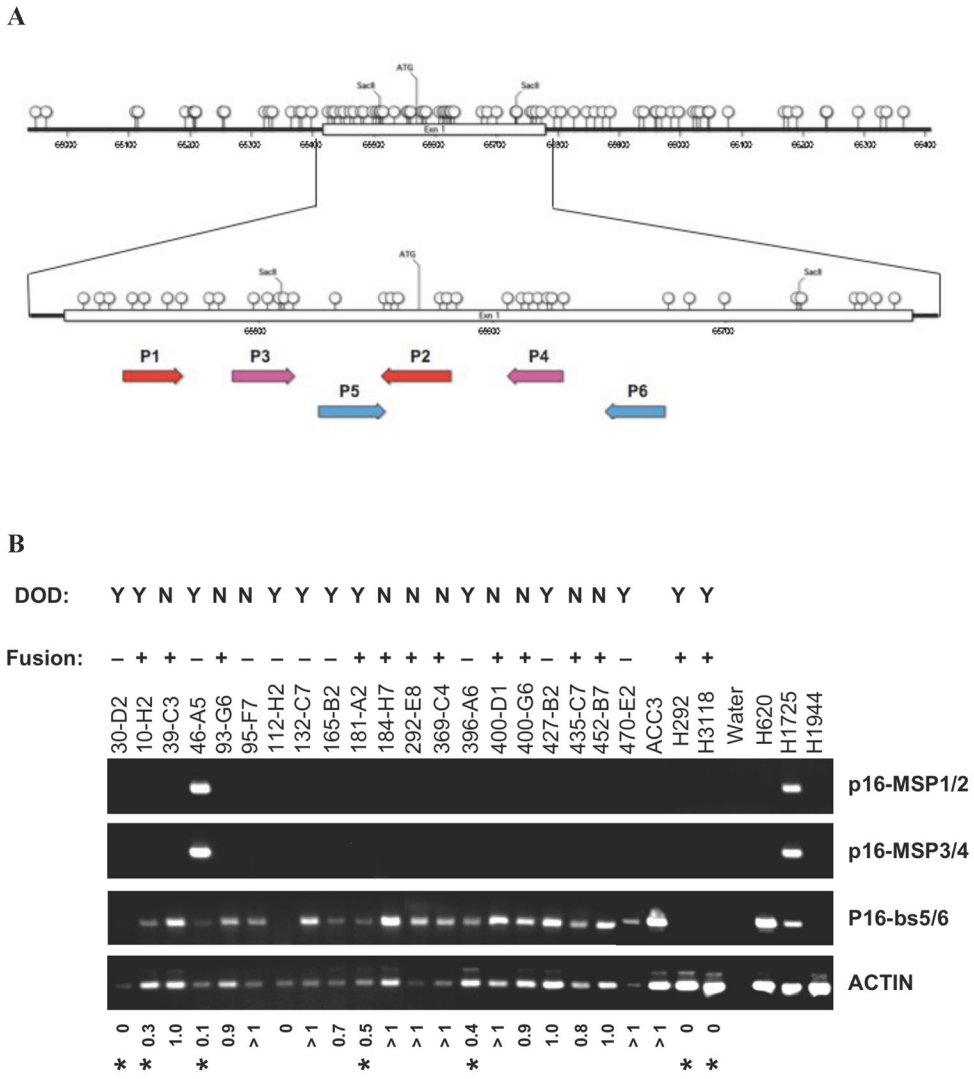 A
ATG
SacII SacII
Exn 1
65000 65100 65200 65300 65400 65500 65600 65700 65800 65900 66000 66100 66200 66300 66400
ATG
SacII SacII
Exn 1
65500 65600 65700
P1 P3 P2 P4
P5 P6
B
DOD: Y Y N Y N N Y Y Y Y N N N Y N N Y N N Y Y Y
Fusion: – + + – + – – – – + + + + – + + – + + – + +
30-D2 10-H2 39-C3 46-A5 93-G6 95-F7 112-H2 132-C7 165-B2 181-A2 184-H7 292-E8 369-C4 396-A6 400-D1 400-G6 427-B2 435-C7 452-B7 470-E2 ACC3 H292 H3118 Water H620 H1725 H1944
p16-MSP1/2
p16-MSP3/4
P16-bs5/6
ACTIN
0 0.3 1.0 0.1 0.9 > 1 0 > 1 0.7 0.5 > 1 > 1 > 1 0.4 > 1 0.9 1.0 0.8 1.0 > 1 > 1 0 0
* * * * * * *